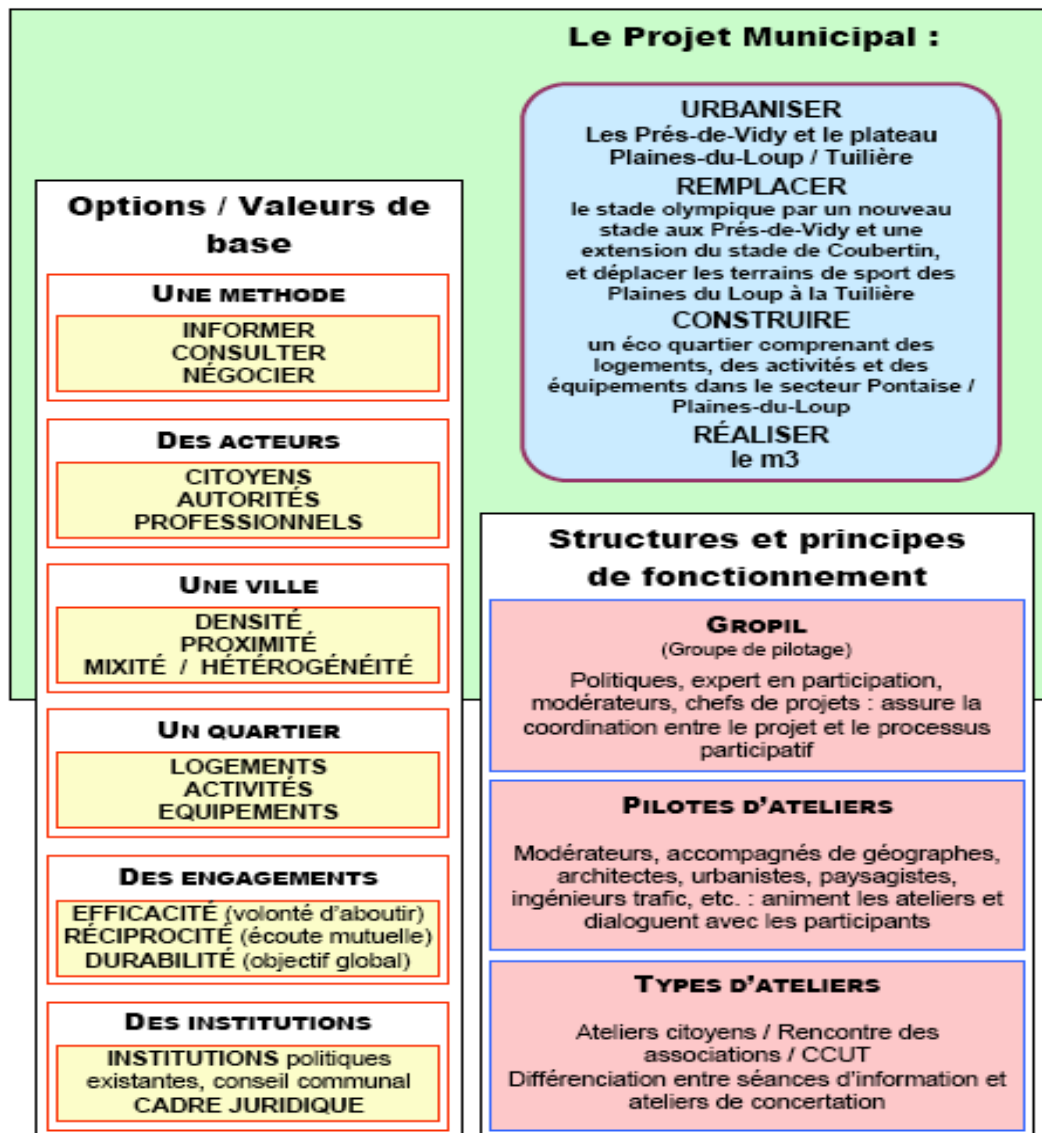 Le Projet Municipal :
URBANISER
Les Prés-de-Vidy et le plateau
Plaines-du-Loup / Tuilière
REMPLACER
le stade olympique par un nouveau
stade aux Prés-de-Vidy et une
extension du stade de Coubertin,
et déplacer les terrains de sport des
Plaines du Loup à la Tuilière
CONSTRUIRE
un éco quartier comprenant des
logements, des activités et des
équipements dans le secteur Pontaise /
Plaines-du-Loup
RÉALISER
le m3
Options / Valeurs de
base
UNE METHODE
INFORMER
CONSULTER
NÉGOCIER
DES ACTEURS
CITOYENS
AUTORITÉS
PROFESSIONNELS
UNE VILLE
DENSITÉ
PROXIMITÉ
MIXITÉ / HÉTÉROGÉNÉITÉ
UN QUARTIER
LOGEMENTS
ACTIVITÉS
EQUIPEMENTS
DES ENGAGEMENTS
EFFICACITÉ (volonté d'aboutir)
RÉCIPROCITÉ (écoute mutuelle)
DURABILITÉ (objectif global)
DES INSTITUTIONS
INSTITUTIONS politiques
existantes, conseil communal
CADRE JURIDIQUE
Structures et principes
de fonctionnement
GROPIL
(Groupe de pilotage)
Politiques, expert en participation,
modérateurs, chefs de projets : assure la
coordination entre le projet et le processus
participatif
PILOTES D'ATELIERS
Modérateurs, accompagnés de géographes,
architectes, urbanistes, paysagistes,
ingénieurs trafic, etc. : animent les ateliers et
dialoguent avec les participants
TYPES D'ATELIERS
Ateliers citoyens / Rencontre des
associations / CCUT
Différenciation entre séances d'information et
ateliers de concertation